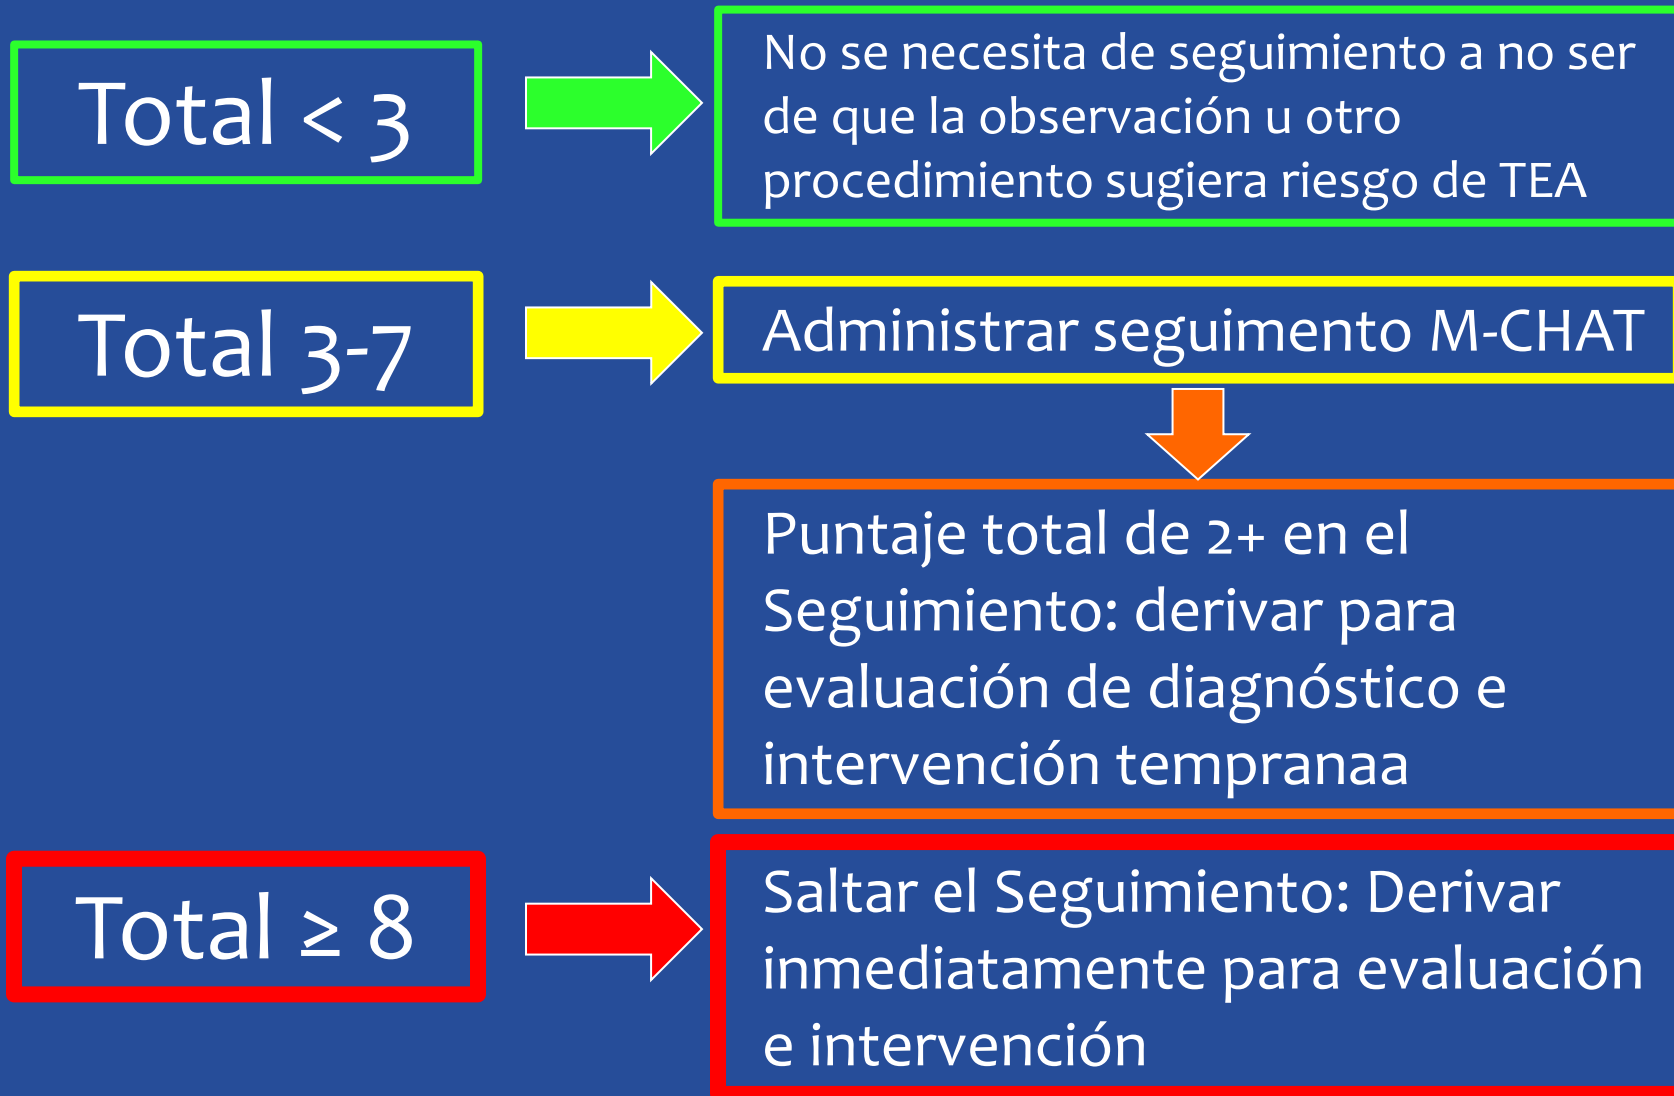 Total < 3
No se necesita de seguimiento a no ser
de que la observación u otro
procedimiento sugiera riesgo de TEA
Total 3-7
Administrar seguimento M-CHAT
Puntaje total de 2+ en el
Seguimiento: derivar para
evaluación de diagnóstico e
intervención tempranaa
Total ≥ 8
Saltar el Seguimiento: Derivar
inmediatamente para evaluación
e intervención